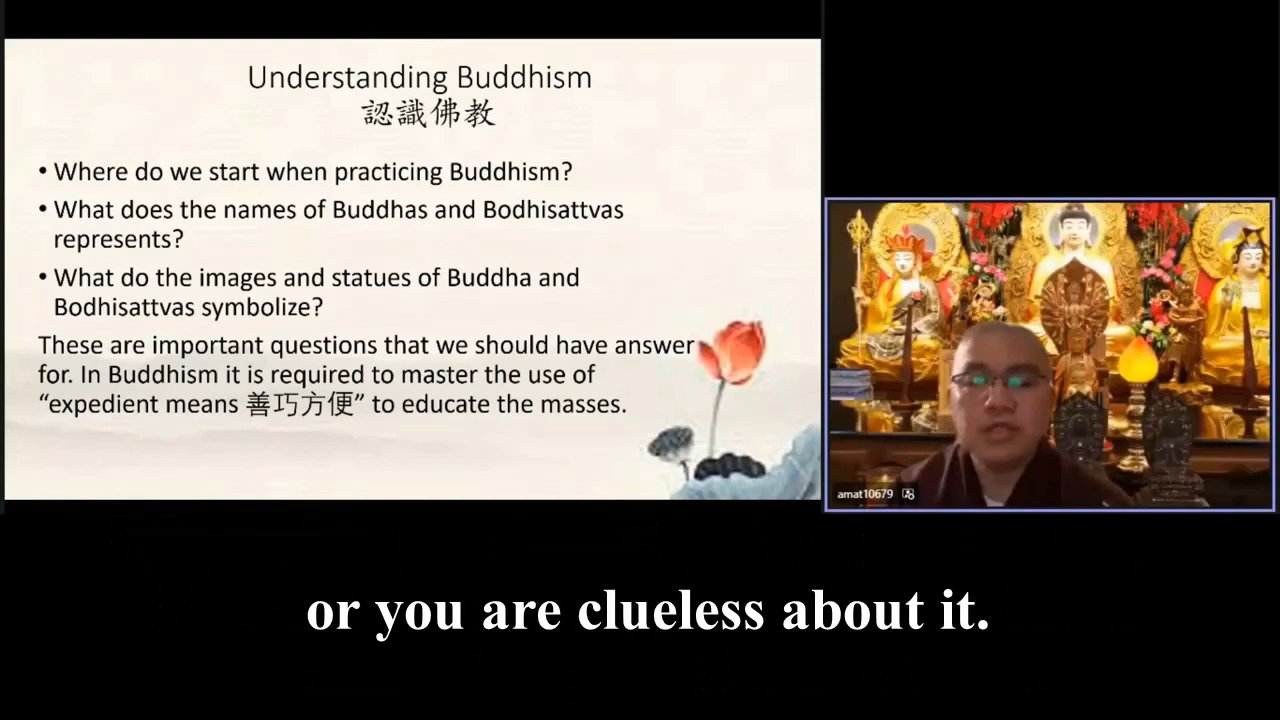 Understanding Buddhism
認識佛教
• Where do we start when practicing Buddhism?
• What does the names of Buddhas and Bodhisattvas
represents?
• What do the images and statues of Buddha and
Bodhisattvas symbolize?
These are important questions that we should have answer
for. In Buddhism it is required to master the use of
“expedient means 善巧方便” to educate the masses.
amat10679
or you are clueless about it.